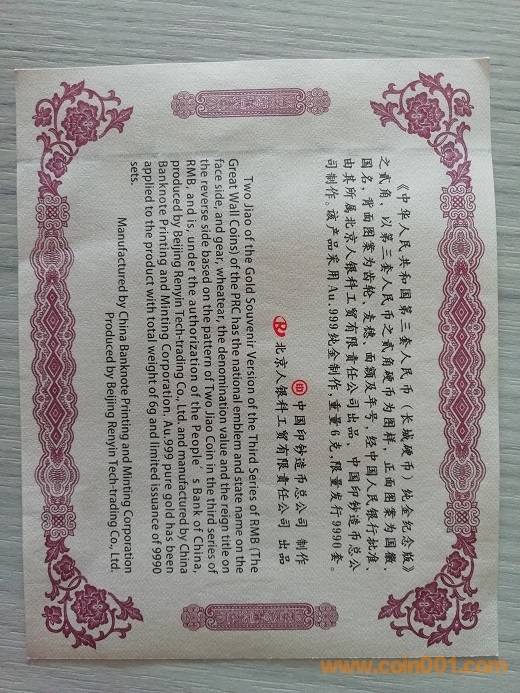 《中华人民共和国第三套人民币（长城硬币）纯金纪念版》
之贰角，以第三套人民币之贰角硬币为图样，正面图案为国徽、
国名，背面图案为齿轮、麦穗、面额及年号，经中国人民银行批准，
由其所属北京人银科工贸有限责任公司出品，中国印钞造币总公
司制作。该产品采用Au.999纯金制作，重量6克，限量发行9990套。
中国印钞造币总公司 制作
R 北京人银科工贸有限责任公司 出品
Two Jiao of the Gold Souvenir Version of the Third Series of RMB (The
Great Wall Coins) of the PRC has the national emblem and state name on the
face side, and gear, wheatear, the denomination value and the reign title on
the reverse side based on the pattern of Two Jiao Coin in the third series of
RMB, and is, under the authorization of the People's Bank of China,
produced by Beijing Renyin Tech-trading Co., Ltd. and manufactured by China
Banknote Printing and Minting Corporation. Au.999 pure gold has been
applied to the product with total weight of 6g and limited issuance of 9990
sets.
Manufactured by China Banknote Printing and Minting Corporation
Produced by Beijing Renyin Tech-trading Co., Ltd.
www.coin001.com